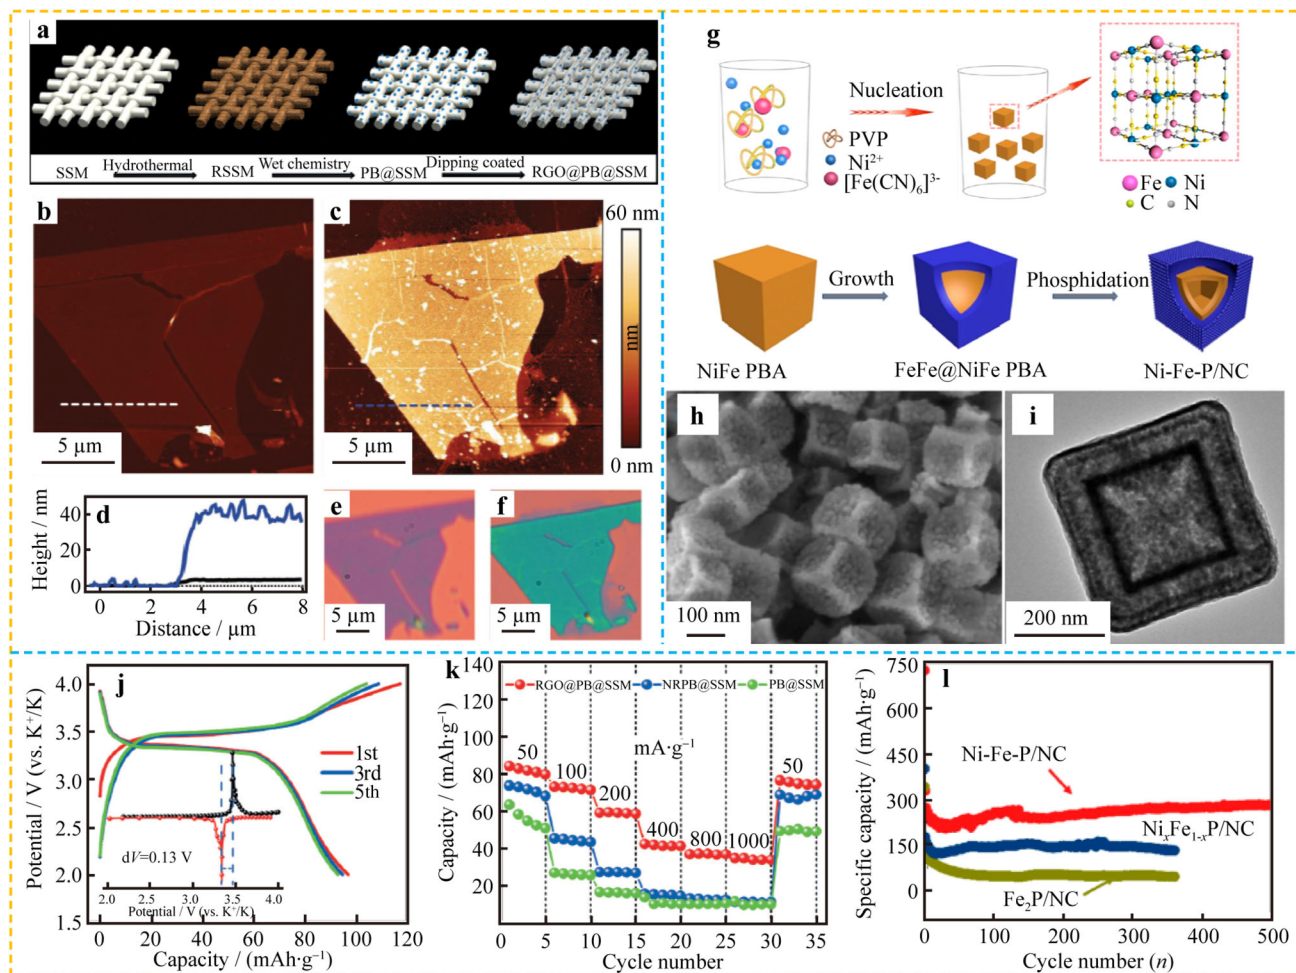 a
SSM Hydrothermal RSSM Wet chemistry PB@SSM Dipping coated RGO@PB@SSM
b
5 µm
c
5 µm
60 nm
nm
0 nm
d
Height / nm
40
20
0
0 2 4 6 8
Distance / µm
e
5 µm
f
5 µm
g
Nucleation
PVP
Ni²⁺
[Fe(CN)₆]³⁻
Fe Ni
C N
Growth Phosphidation
NiFe PBA FeFe@NiFe PBA Ni-Fe-P/NC
h
100 nm
i
200 nm
j
Potential / V (vs. K⁺/K)
4.0
3.5
3.0
2.5
2.0
1.5
1st
3rd
5th
dV=0.13 V
2.0 2.5 3.0 3.5 4.0
Potential / V (vs. K⁺/K)
0 20 40 60 80 100 120
Capacity / (mAh·g⁻¹)
k
Capacity / (mAh·g⁻¹)
140
120
100
80
60
40
20
0
RGO@PB@SSM NRPB@SSM PB@SSM
mA·g⁻¹
50 100 200 400 800 1000 50
0 5 10 15 20 25 30 35
Cycle number
l
Specific capacity / (mAh·g⁻¹)
750
600
450
300
150
0
Ni-Fe-P/NC
NiₓFe₁₋ₓP/NC
Fe₂P/NC
0 100 200 300 400 500
Cycle number (n)